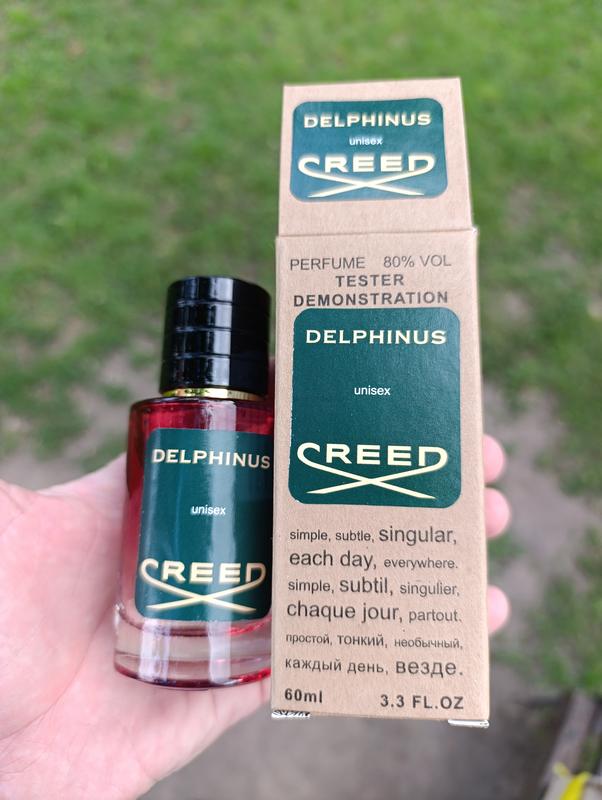 DELPHINUS
unisex
CREED
PERFUME 80% VOL
TESTER
DEMONSTRATION
DELPHINUS
unisex
CREED
simple, subtle, singular,
each day, everywhere.
simple, subtil, singulier,
chaque jour, partout.
простой, тонкий, необычный,
каждый день, везде.
60ml 3.3 FL.OZ
DELPHINUS
unisex
CREED